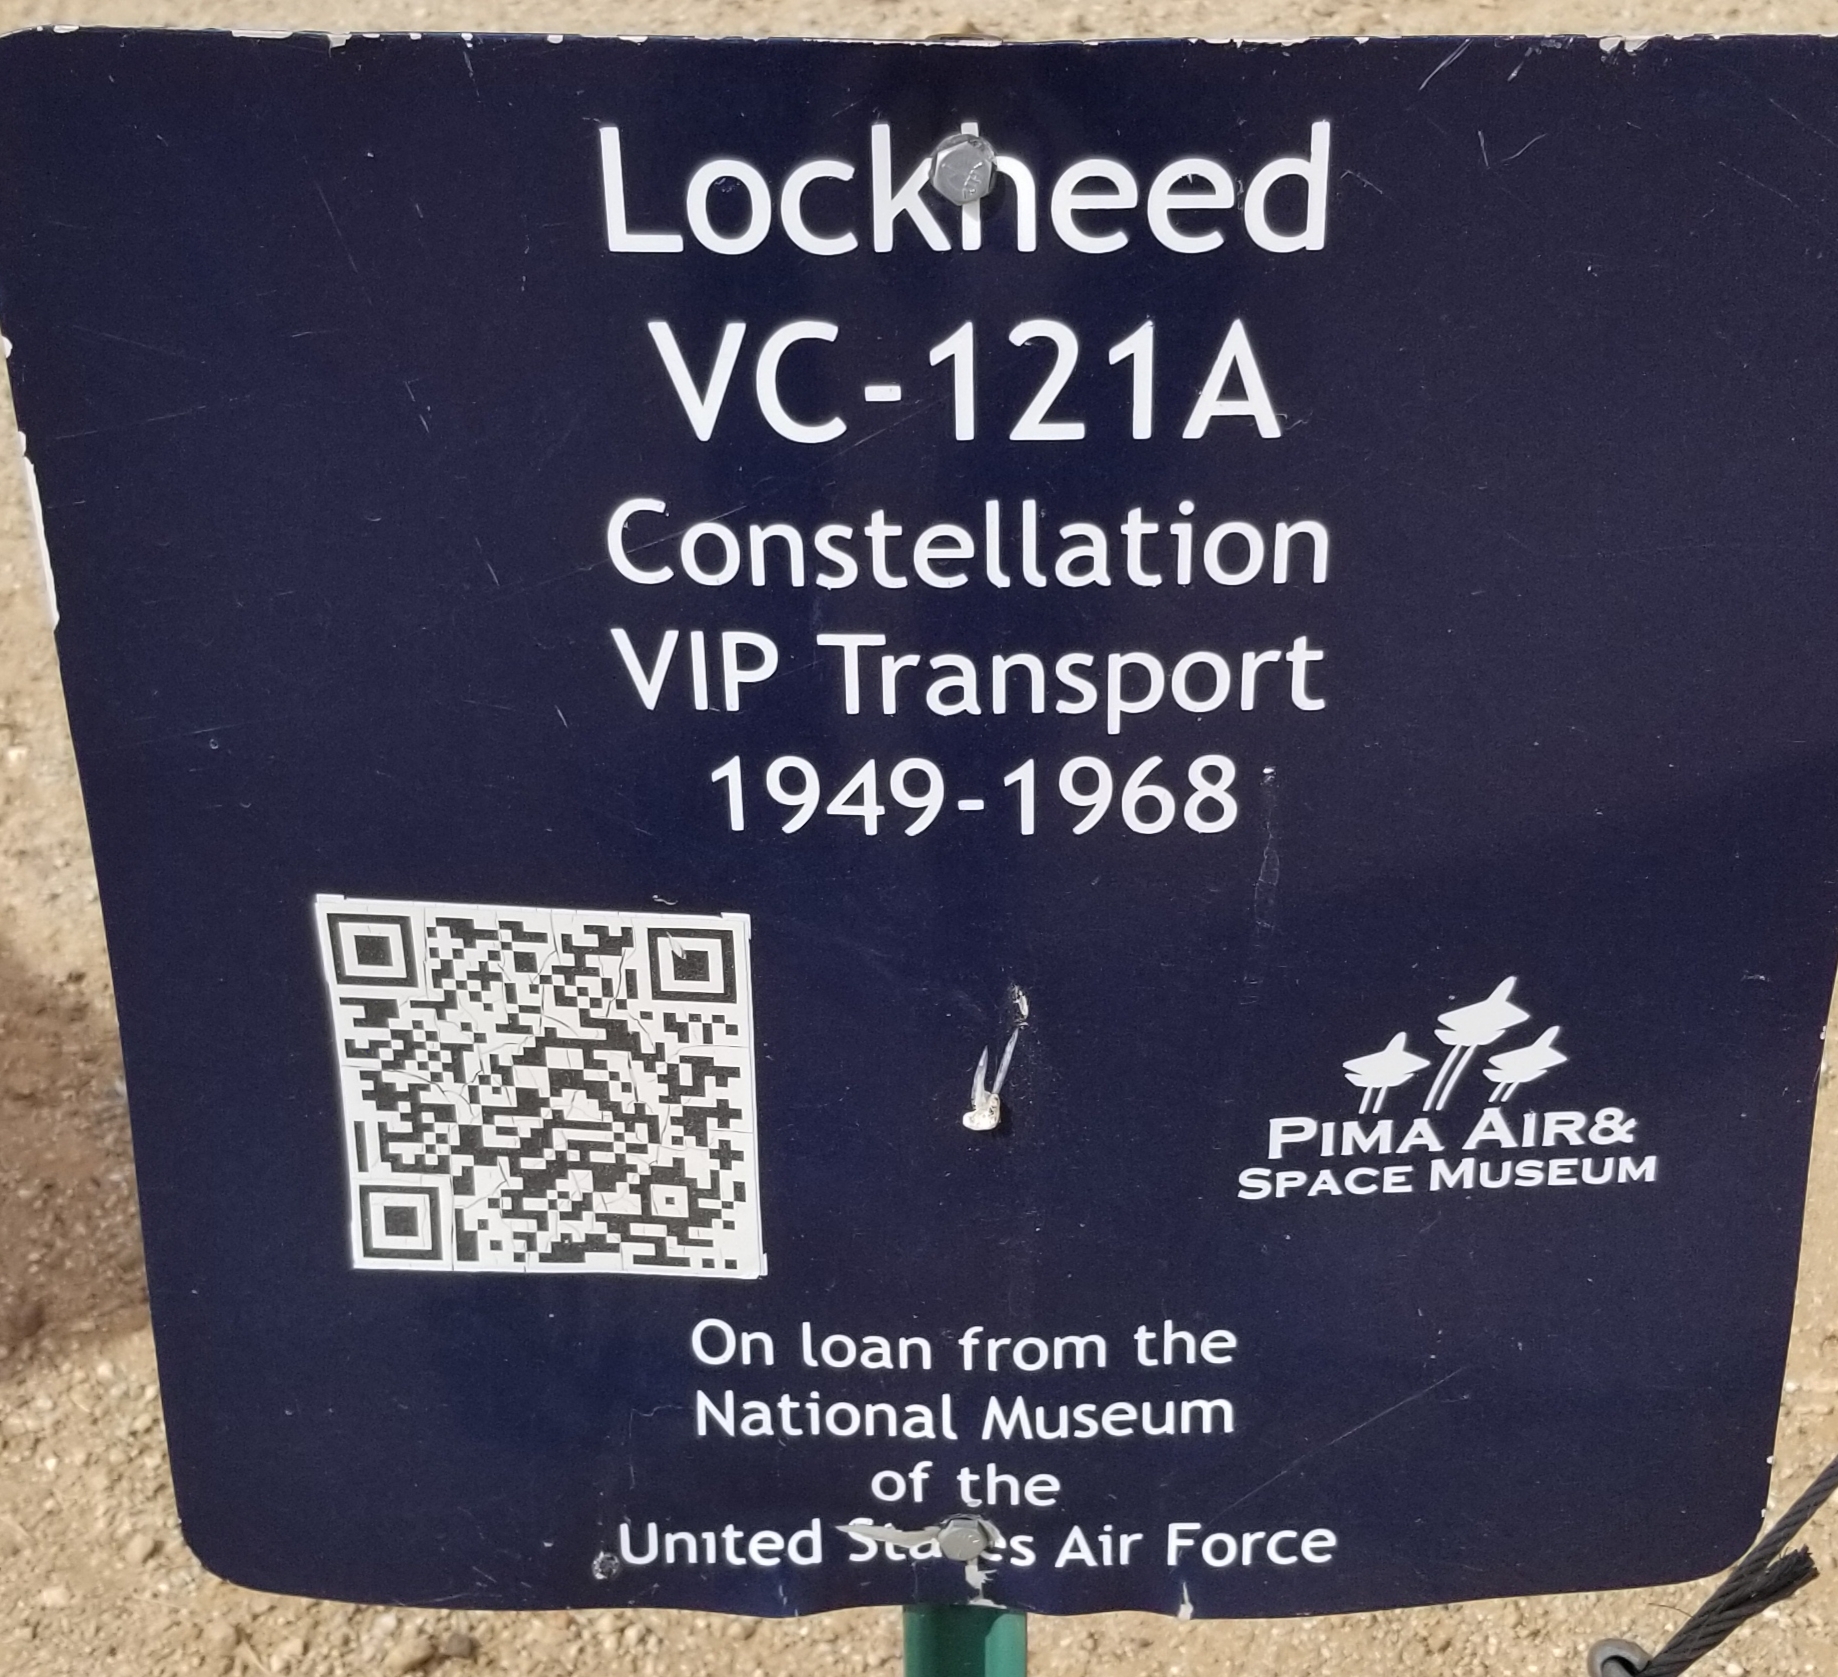 Lockheed
VC-121A
Constellation
VIP Transport
1949-1968
PIMA AIR&
SPACE MUSEUM
On loan from the
National Museum
of the
United States Air Force